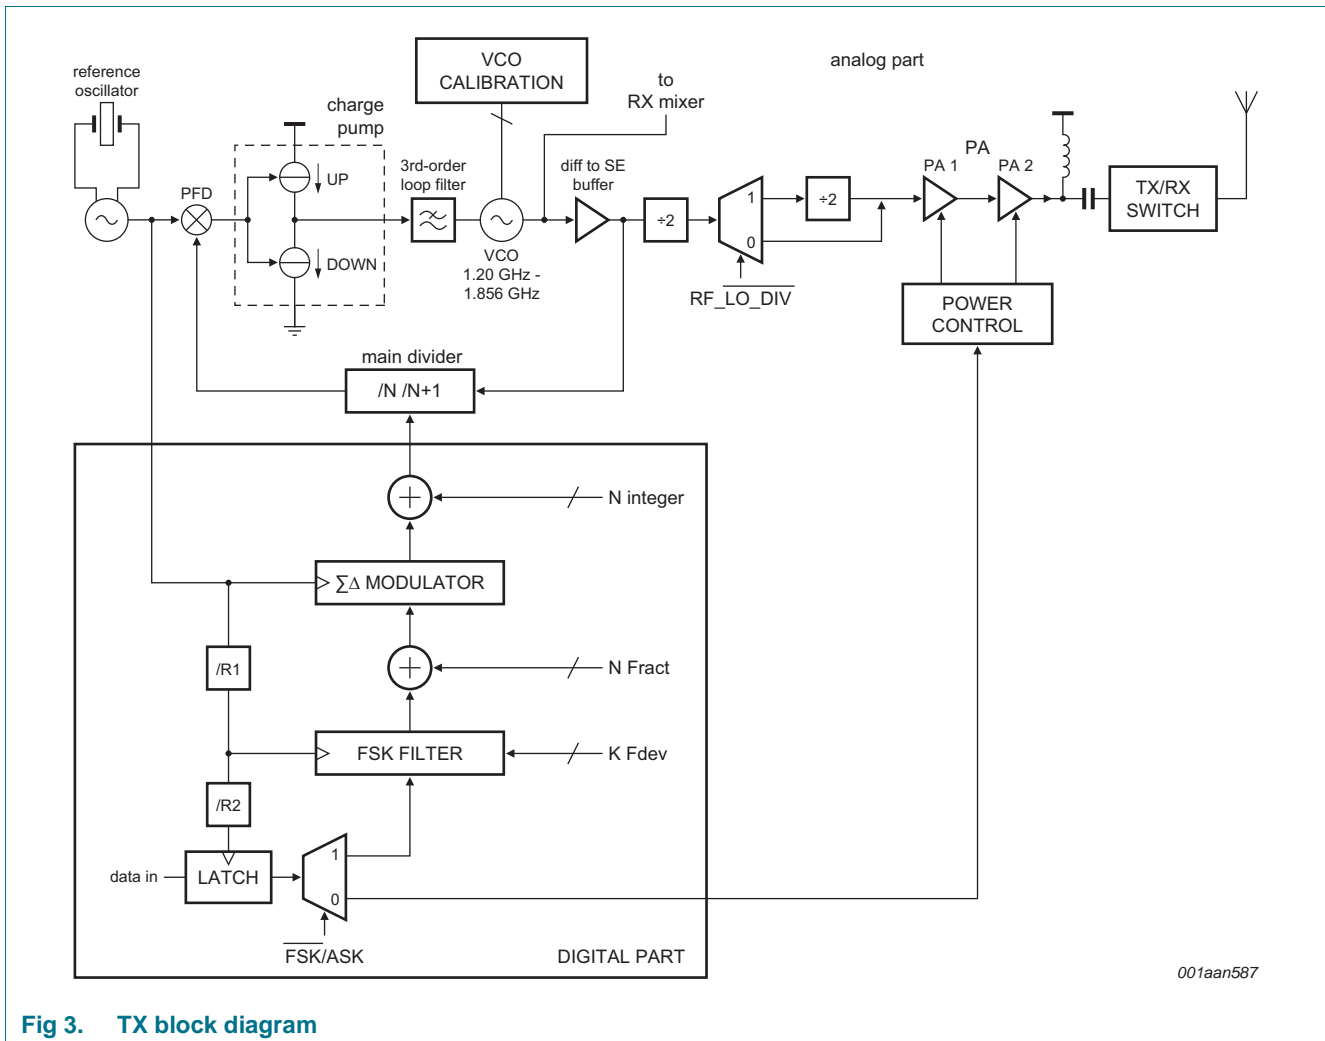 reference
oscillator
VCO
CALIBRATION
to
RX mixer
analog part
charge
pump
PFD
UP
DOWN
3rd-order
loop filter
VCO
1.20 GHz -
1.856 GHz
diff to SE
buffer
÷2
1
0
RF_LO_DIV
÷2
PA 1
PA
PA 2
TX/RX
SWITCH
POWER
CONTROL
main divider
/N /N+1
N integer
∑∆ MODULATOR
/R1
N Fract
FSK FILTER
K Fdev
/R2
data in
LATCH
1
0
FSK/ASK
DIGITAL PART
001aan587
Fig 3. TX block diagram